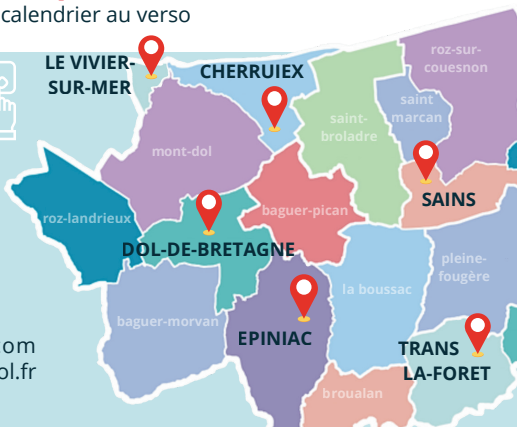 calendrier au verso
LE VIVIER-
SUR-MER
CHERRUIEX
roz-sur-
couesnon
saint
marcan
saint-
broladre
mont-dol
SAINS
roz-landrieux
baguer-pican
DOL-DE-BRETAGNE
pleine-
fougère
la boussac
baguer-morvan
EPINIAC
om
ol.fr
TRANS
LA-FORET
broualan